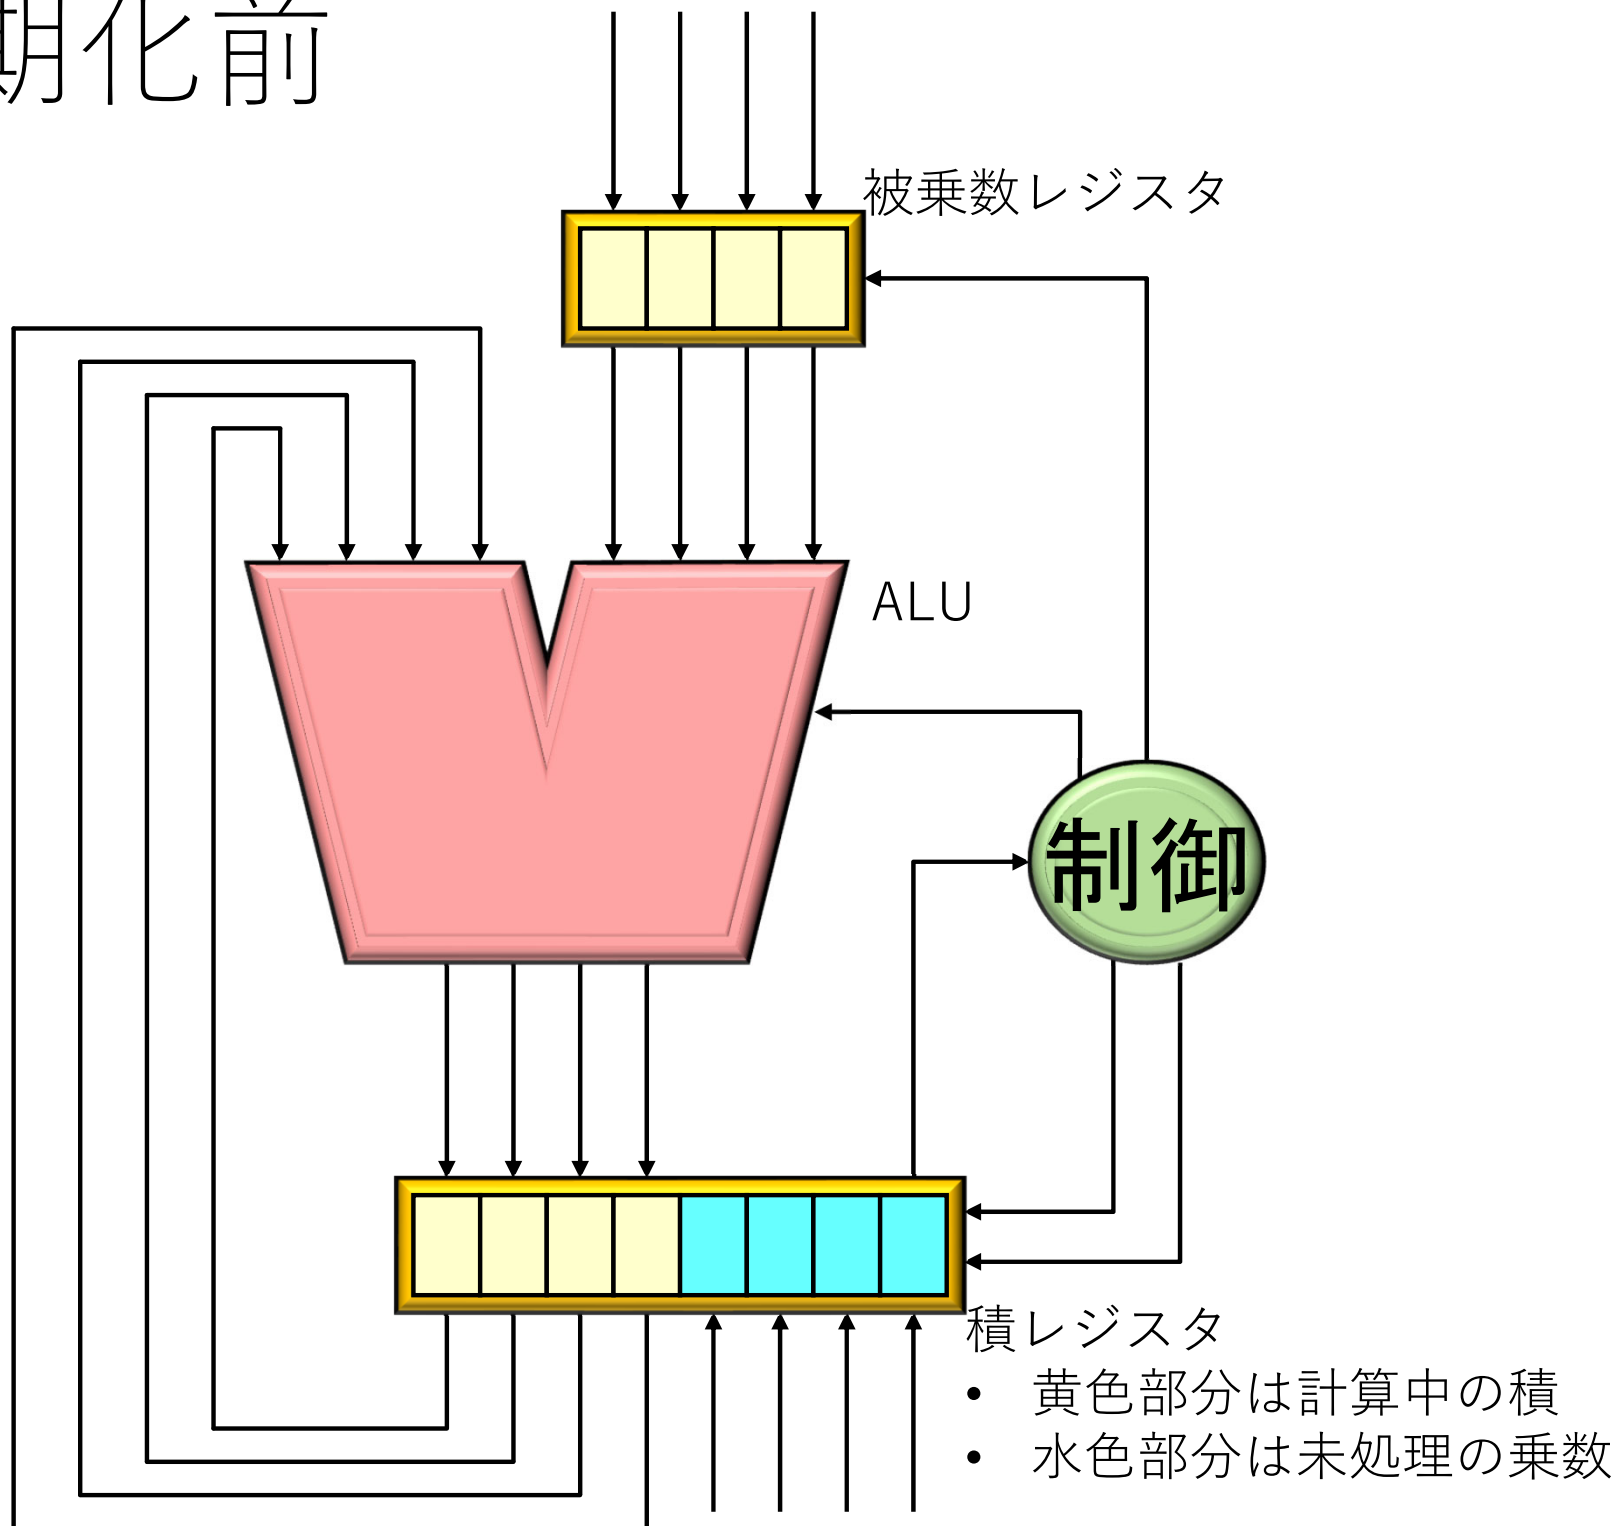 期化前
被乗数レジスタ
ALU
制御
積レジスタ
• 黄色部分は計算中の積
• 水色部分は未処理の乗数